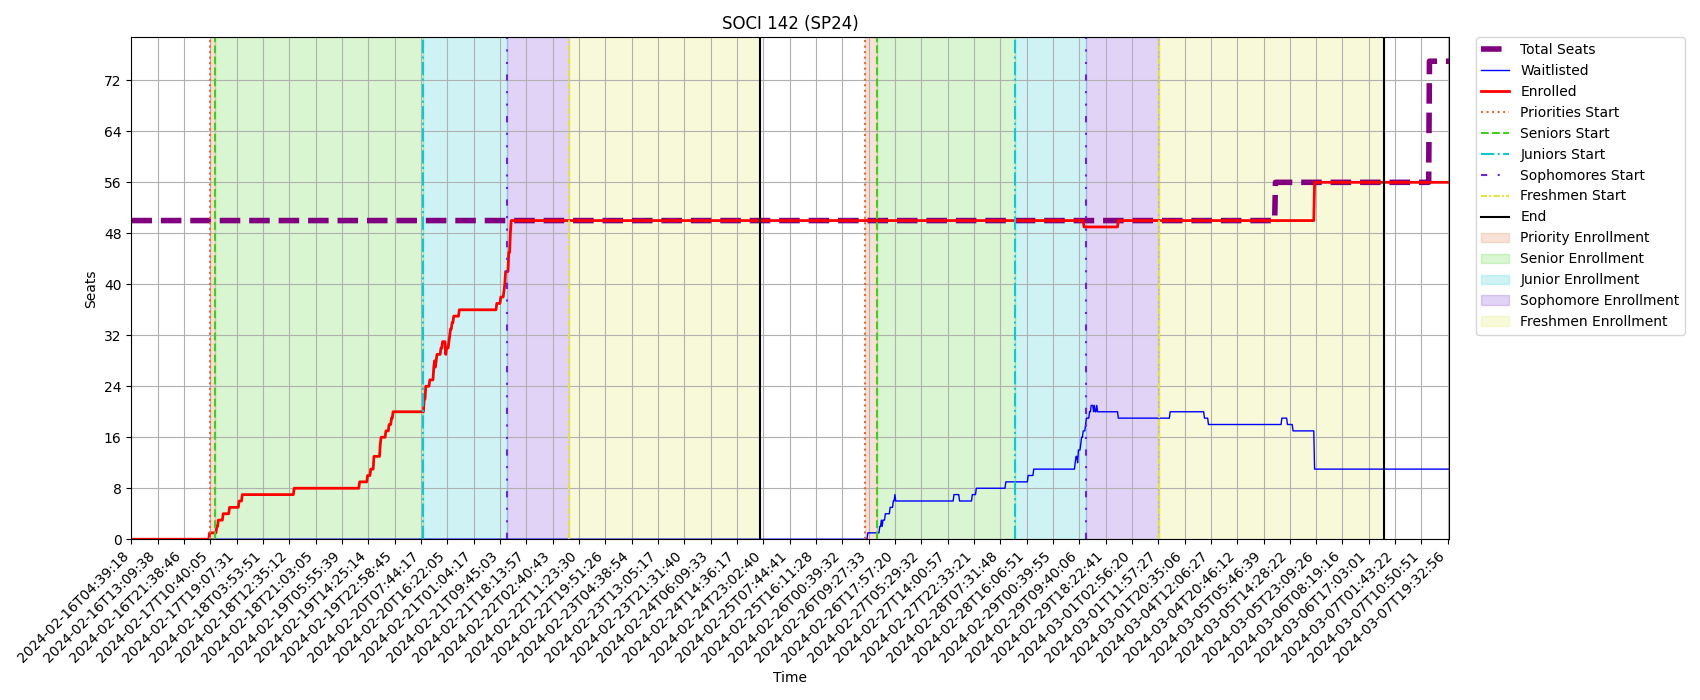 SOCI 142 (SP24)
Seats
72
64
56
48
40
32
24
16
8
0
2024-02-16T04:39:18
2024-02-16T13:09:38
2024-02-16T21:38:46
2024-02-17T10:40:05
2024-02-17T19:07:31
2024-02-18T03:53:51
2024-02-18T12:35:12
2024-02-18T21:03:05
2024-02-19T05:55:39
2024-02-19T14:25:14
2024-02-19T22:58:45
2024-02-20T07:44:17
2024-02-20T16:22:05
2024-02-21T01:04:17
2024-02-21T09:45:03
2024-02-21T18:13:57
2024-02-22T02:40:43
2024-02-22T11:23:30
2024-02-22T19:51:26
2024-02-23T04:38:54
2024-02-23T13:05:17
2024-02-23T21:31:40
2024-02-24T06:09:33
2024-02-24T14:36:17
2024-02-24T23:02:40
2024-02-25T07:44:41
2024-02-25T16:11:28
2024-02-26T00:39:32
2024-02-26T09:27:33
2024-02-26T17:57:20
2024-02-27T05:29:32
2024-02-27T14:00:57
2024-02-27T22:33:21
2024-02-28T07:31:48
2024-02-28T16:06:51
2024-02-29T00:39:55
2024-02-29T09:40:06
2024-02-29T18:22:41
2024-03-01T02:56:20
2024-03-01T11:57:27
2024-03-01T20:35:06
2024-03-04T12:06:27
2024-03-04T20:46:12
2024-03-05T05:46:39
2024-03-05T14:28:22
2024-03-05T23:09:26
2024-03-06T08:19:16
2024-03-06T17:03:01
2024-03-07T01:43:22
2024-03-07T10:50:51
2024-03-07T19:32:56
Time
Total Seats
Waitlisted
Enrolled
Priorities Start
Seniors Start
Juniors Start
Sophomores Start
Freshmen Start
End
Priority Enrollment
Senior Enrollment
Junior Enrollment
Sophomore Enrollment
Freshmen Enrollment